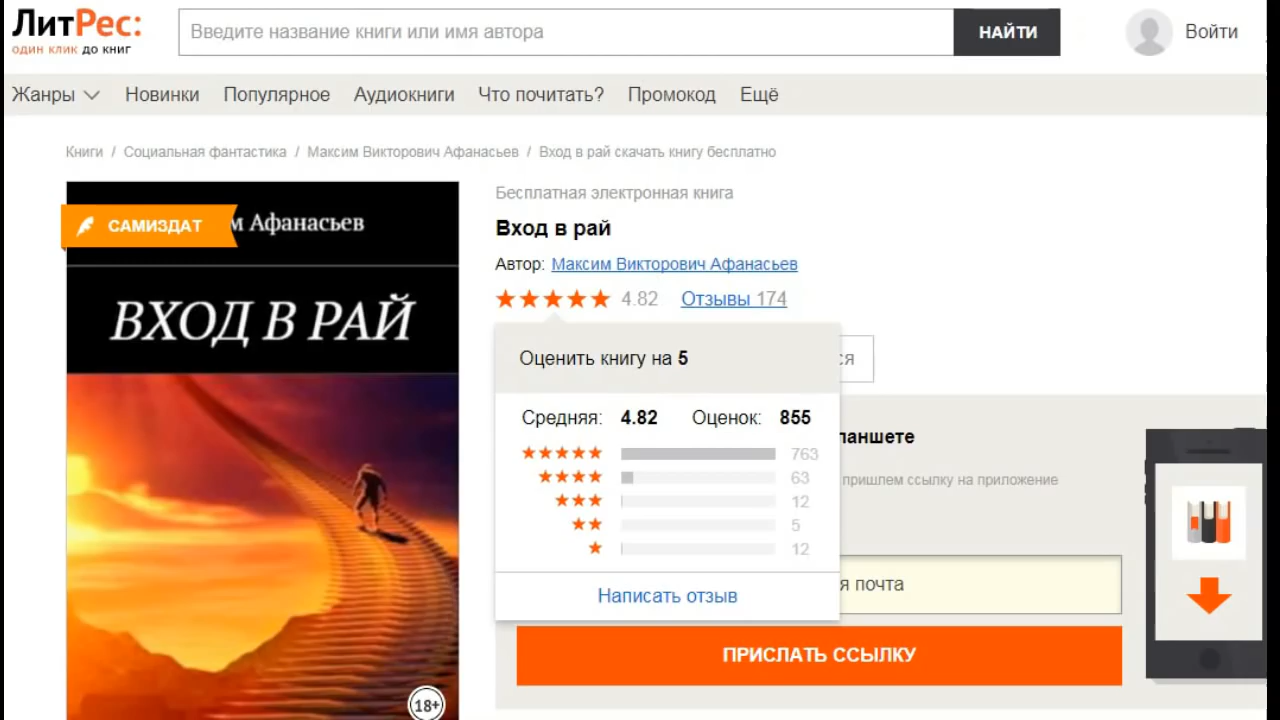 ЛитРес:
один клик до книг
Введите название книги или имя автора
НАЙТИ
Войти
Жанры Новинки Популярное Аудиокниги Что почитать? Промокод Ещё
Книги / Социальная фантастика / Максим Викторович Афанасьев / Вход в рай скачать книгу бесплатно
САМИЗДАТ
м Афанасьев
ВХОД В РАЙ
18+
Бесплатная электронная книга
Вход в рай
Автор: Максим Викторович Афанасьев
4.82 Отзывы 174
Оценить книгу на 5
ся
Средняя: 4.82 Оценок: 855
763
63
12
5
12
Написать отзыв
ланшете
пришлем ссылку на приложение
я почта
ПРИСЛАТЬ ССЫЛКУ